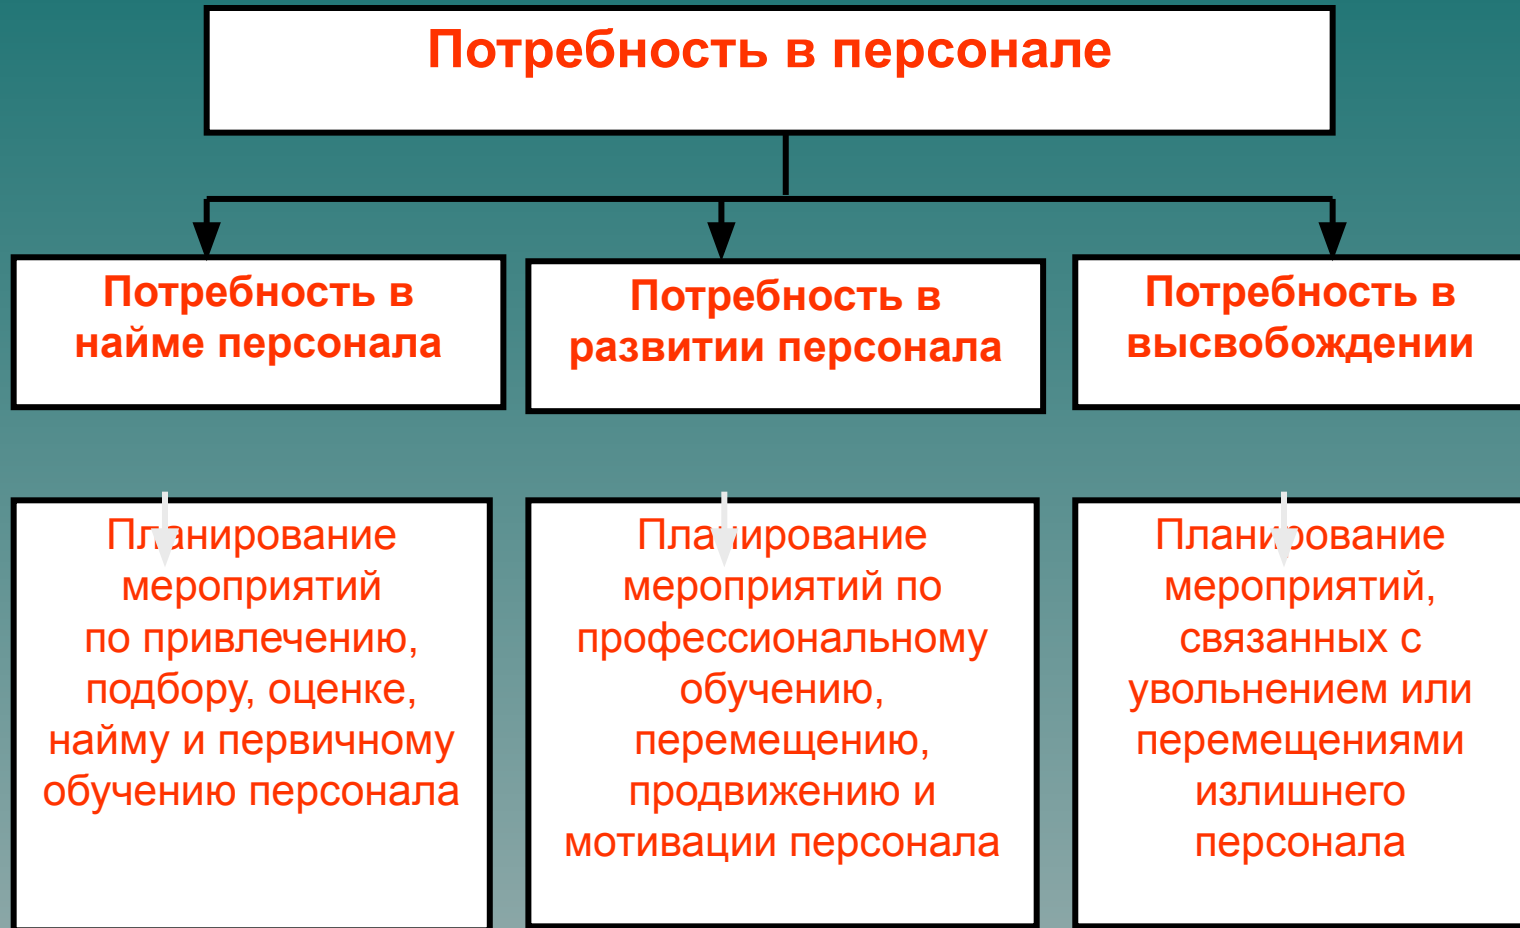 Потребность в персонале
Потребность в
найме персонала
Потребность в
развитии персонала
Потребность в
высвобождении
Планирование
мероприятий
по привлечению,
подбору, оценке,
найму и первичному
обучению персонала
Планирование
мероприятий по
профессиональному
обучению,
перемещению,
продвижению и
мотивации персонала
Планирование
мероприятий,
связанных с
увольнением или
перемещениями
излишнего
персонала